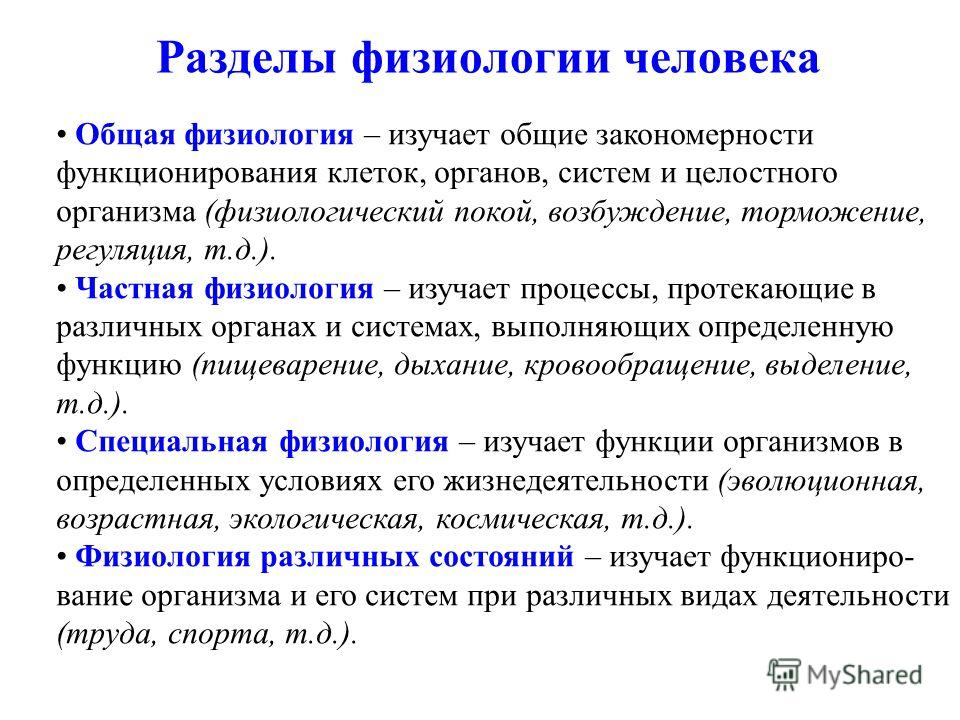 Разделы физиологии человека
• Общая физиология – изучает общие закономерности
функционирования клеток, органов, систем и целостного
организма (физиологический покой, возбуждение, торможение,
регуляция, т.д.).
• Частная физиология – изучает процессы, протекающие в
различных органах и системах, выполняющих определенную
функцию (пищеварение, дыхание, кровообращение, выделение,
т.д.).
• Специальная физиология – изучает функции организмов в
определенных условиях его жизнедеятельности (эволюционная,
возрастная, экологическая, космическая, т.д.).
• Физиология различных состояний – изучает функциониро-
вание организма и его систем при различных видах деятельности
(труда, спорта, т.д.).
MyShared